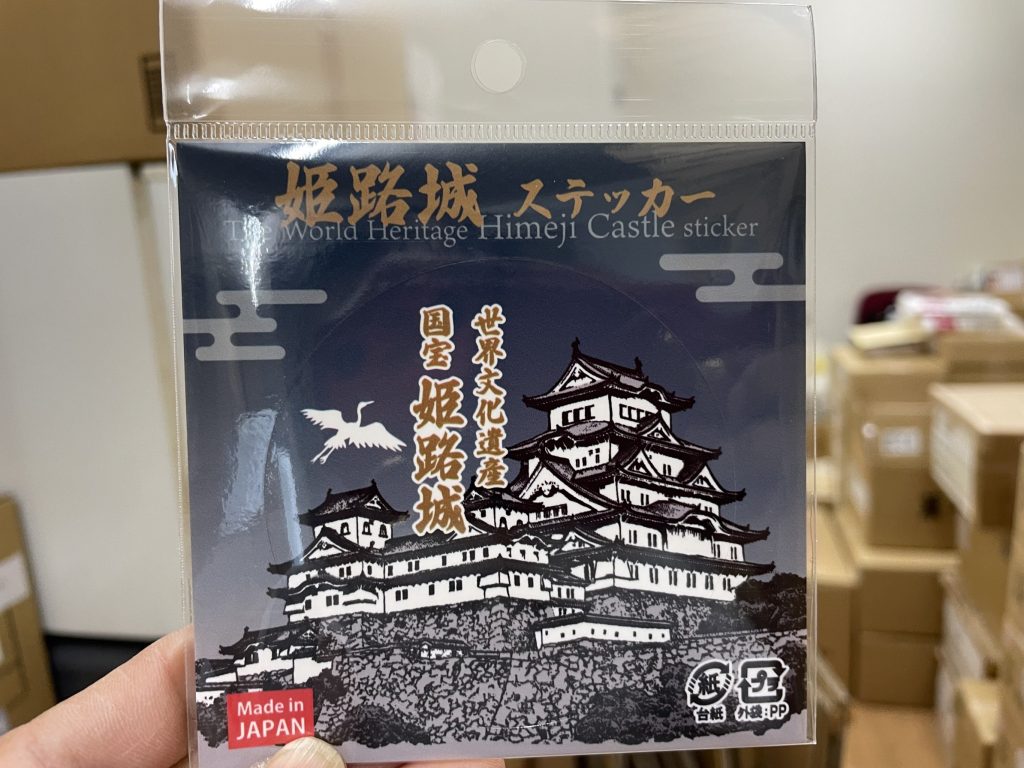 姫路城 ステッカー
The World Heritage Himeji Castle sticker
世界文化遺産
国宝 姫路城
Made in
JAPAN
紙
台紙
プラ
外袋:PP